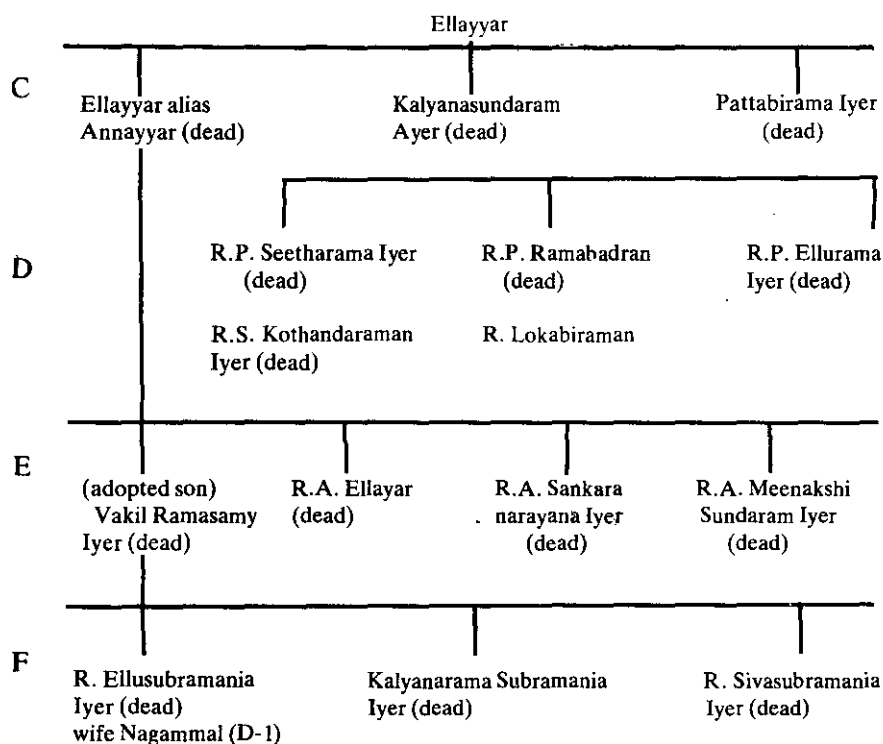 Ellayyar
C
Ellayyar alias
Annayyar (dead)
Kalyanasundaram
Ayer (dead)
Pattabirama Iyer
(dead)
D
R.P. Seetharama Iyer
(dead)
R.P. Ramabadran
(dead)
R.P. Ellurama
Iyer (dead)
R.S. Kothandaraman
Iyer (dead)
R. Lokabiraman
E
(adopted son)
Vakil Ramasamy
Iyer (dead)
R.A. Ellayar
(dead)
R.A. Sankara
narayana Iyer
(dead)
R.A. Meenakshi
Sundaram Iyer
(dead)
F
R. Ellusubramania
Iyer (dead)
wife Nagammal (D-1)
Kalyanarama Subramania
Iyer (dead)
R. Sivasubramania
Iyer (dead)